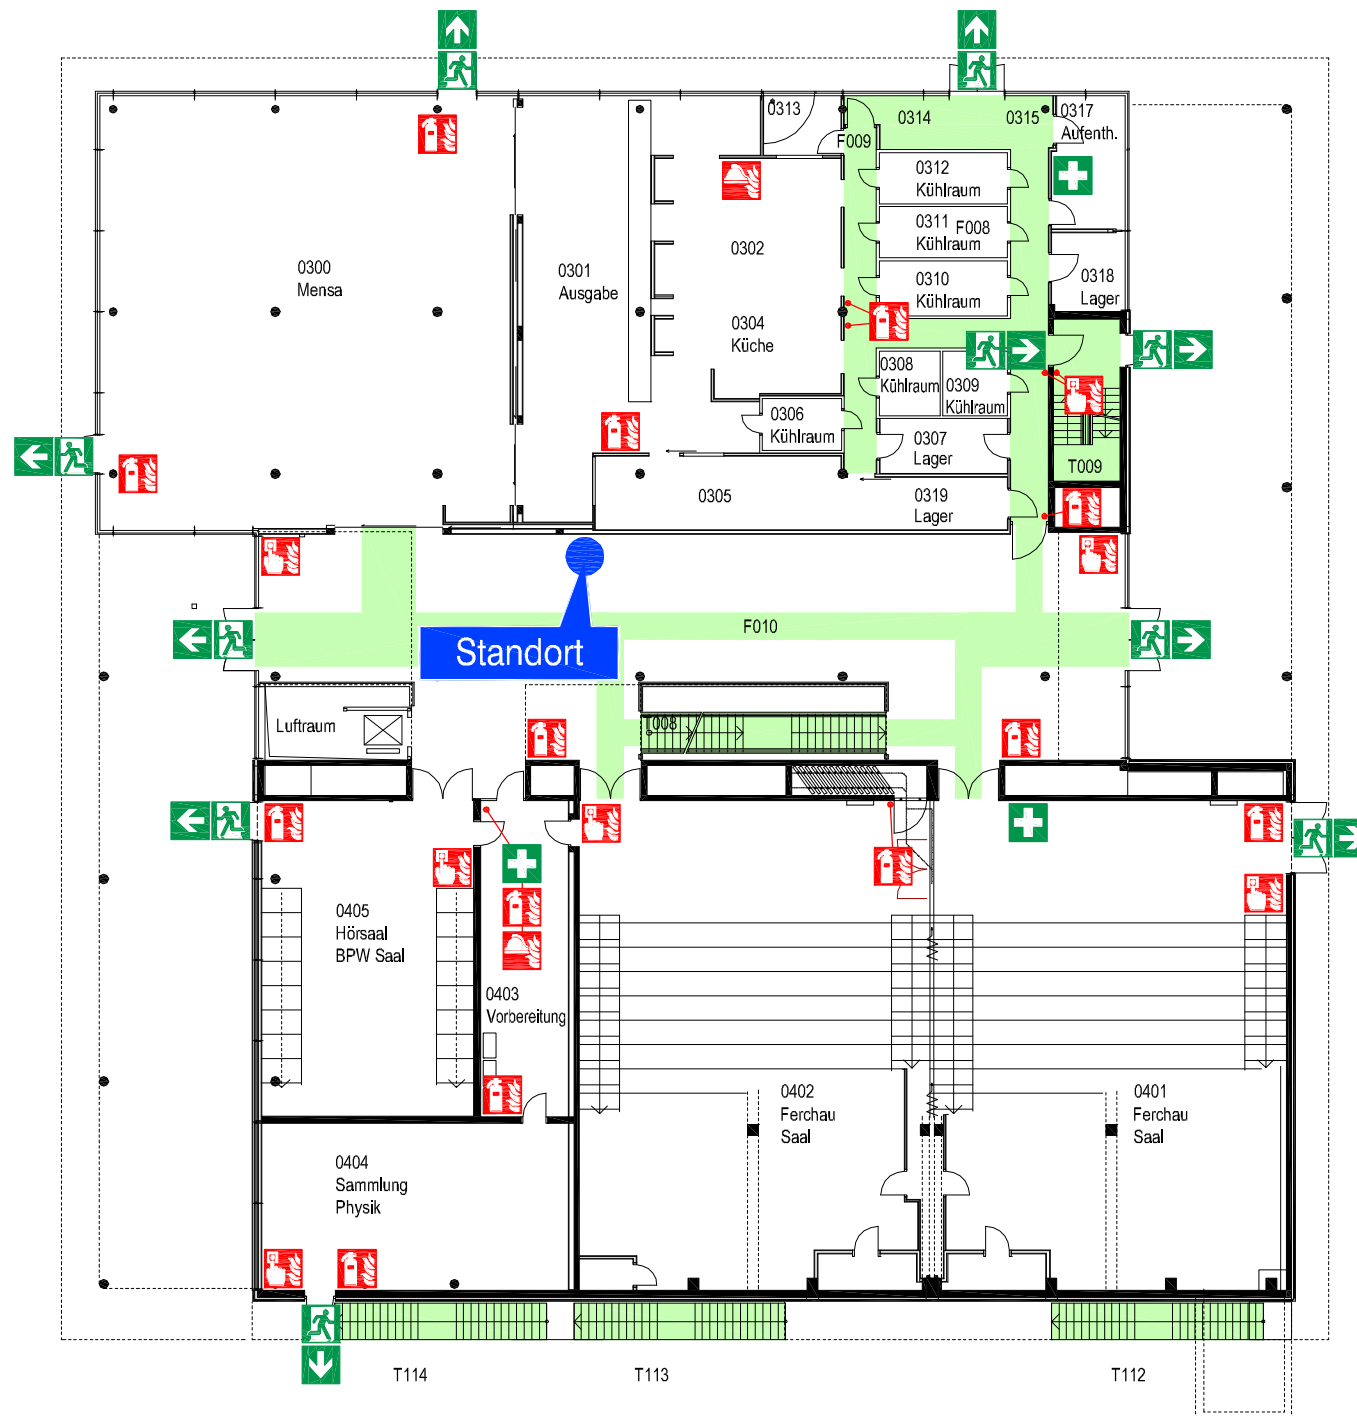 0313
0314
0315
0317
Aufenth.
F009
0312
Kühlraum
0311
Kühlraum
F008
0310
Kühlraum
0318
Lager
0300
Mensa
0301
Ausgabe
0302
0304
Küche
0308
Kühlraum
0309
Kühlraum
0306
Kühlraum
0307
Lager
T009
0305
0319
Lager
F010
Standort
Luftraum
T008
0405
Hörsaal
BPW Saal
0403
Vorbereitung
0402
Ferchau
Saal
0401
Ferchau
Saal
0404
Sammlung
Physik
T114
T113
T112